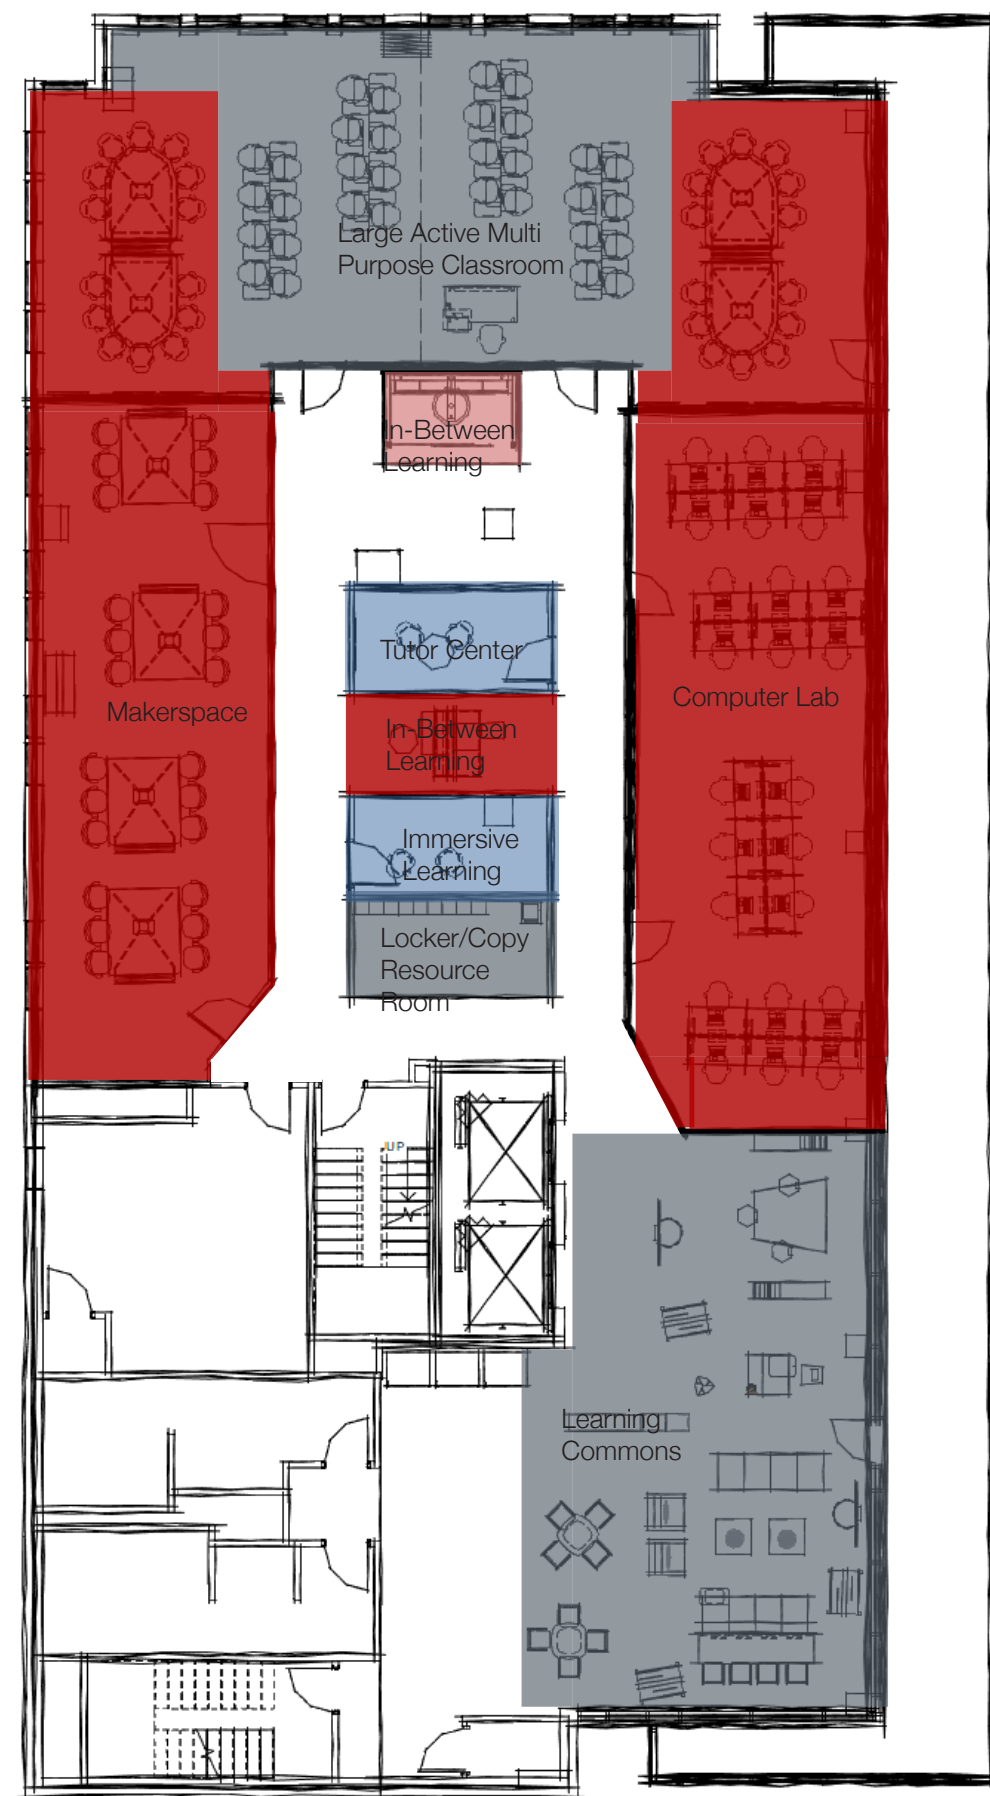 Large Active Multi
Purpose Classroom
In-Between
Learning
Tutor Center
Makerspace
Computer Lab
In-Between
Learning
Immersive
Learning
Locker/Copy
Resource
Room
UP
Learning
Commons